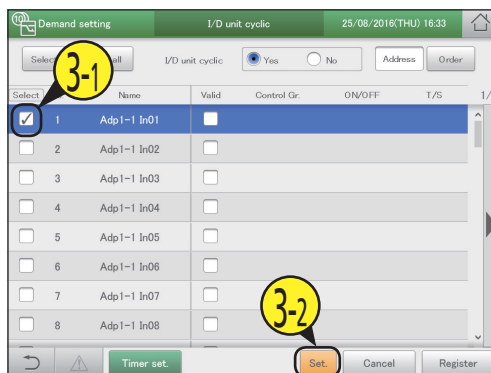 100 Demand setting I/D unit cyclic 25/08/2016(THU) 16:33
Sele all I/D unit cyclic Yes No Address Order
Select Name Valid Control Gr. ON/OFF T/S 1/
1 Adp1-1 In01
2 Adp1-1 In02
3 Adp1-1 In03
4 Adp1-1 In04
5 Adp1-1 In05
6 Adp1-1 In06
7 Adp1-1 In07
8 Adp1-1 In08
3-1
3-2
Timer set. Set. Cancel Register